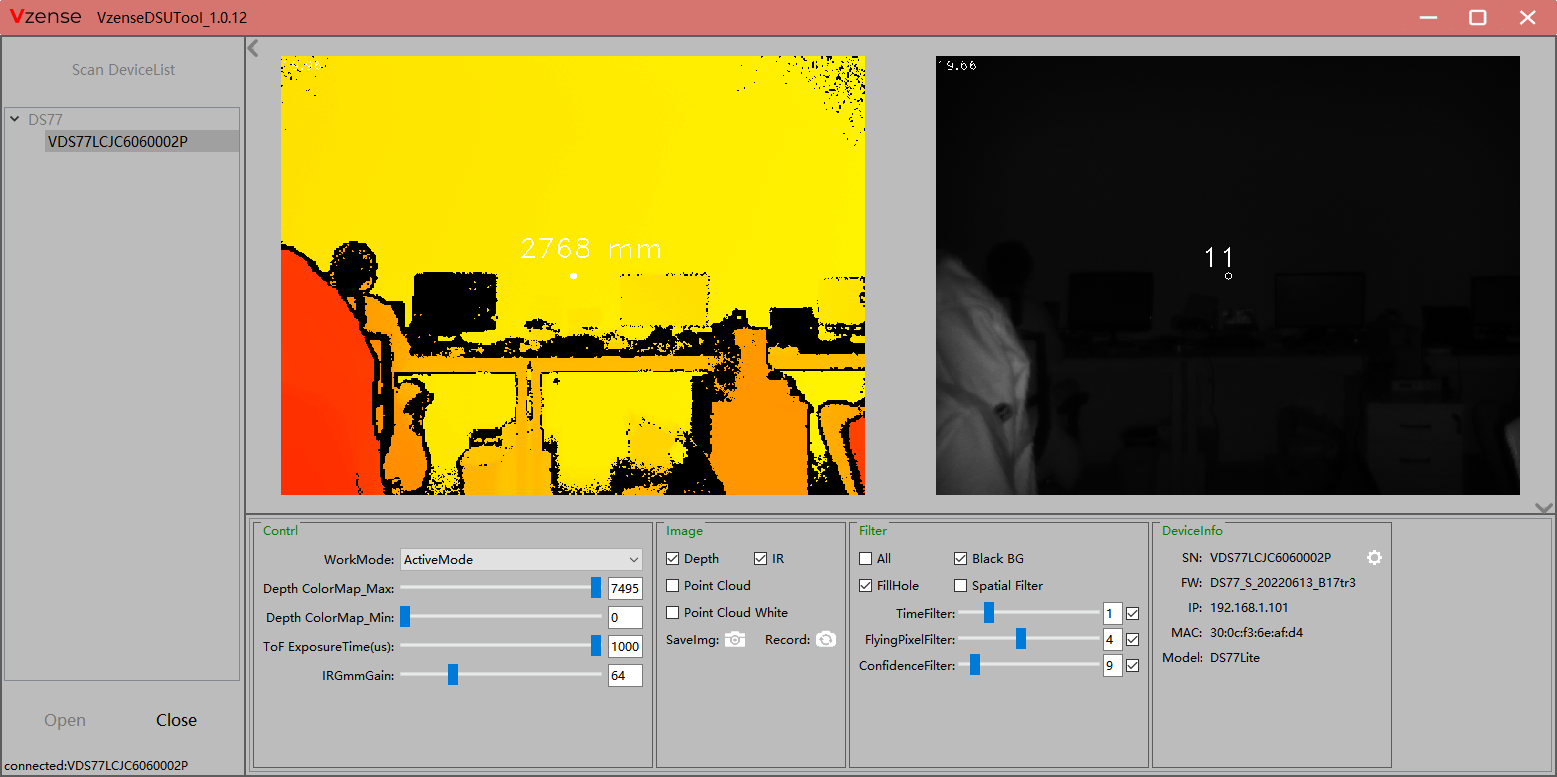 Vzense VzenseDSUTool_1.0.12
Scan DeviceList
DS77
VDS77LCJC6060002P
Open Close
connected:VDS77LCJC6060002P
2768 mm
19.66
11
Contrl
WorkMode: ActiveMode
Depth ColorMap_Max: 7495
Depth ColorMap_Min: 0
ToF ExposureTime(us): 1000
IRGmmGain: 64
Image
Depth IR
Point Cloud
Point Cloud White
SaveImg: Record:
Filter
All Black BG
FillHole Spatial Filter
TimeFilter: 1
FlyingPixelFilter: 4
ConfidenceFilter: 9
DeviceInfo
SN: VDS77LCJC6060002P
FW: DS77_S_20220613_B17tr3
IP: 192.168.1.101
MAC: 30:0c:f3:6e:af:d4
Model: DS77Lite